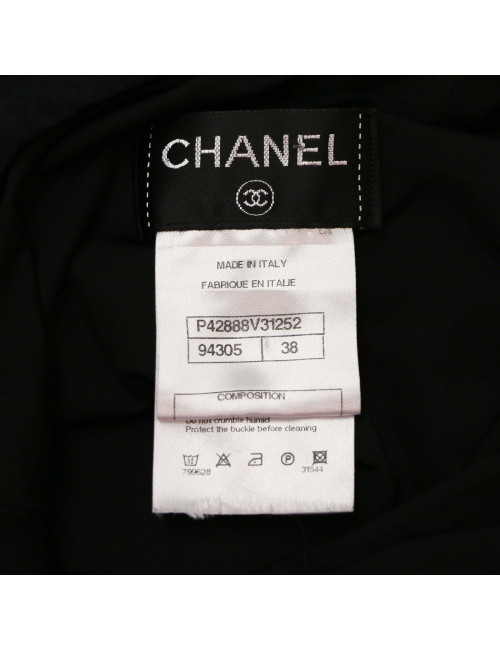 CHANEL
MADE IN ITALY
FABRIQUE EN ITALIE
P42888V31252
94305 38
COMPOSITION
Do not crumble humid
Protect the buckle before cleaning
P
799628 31544